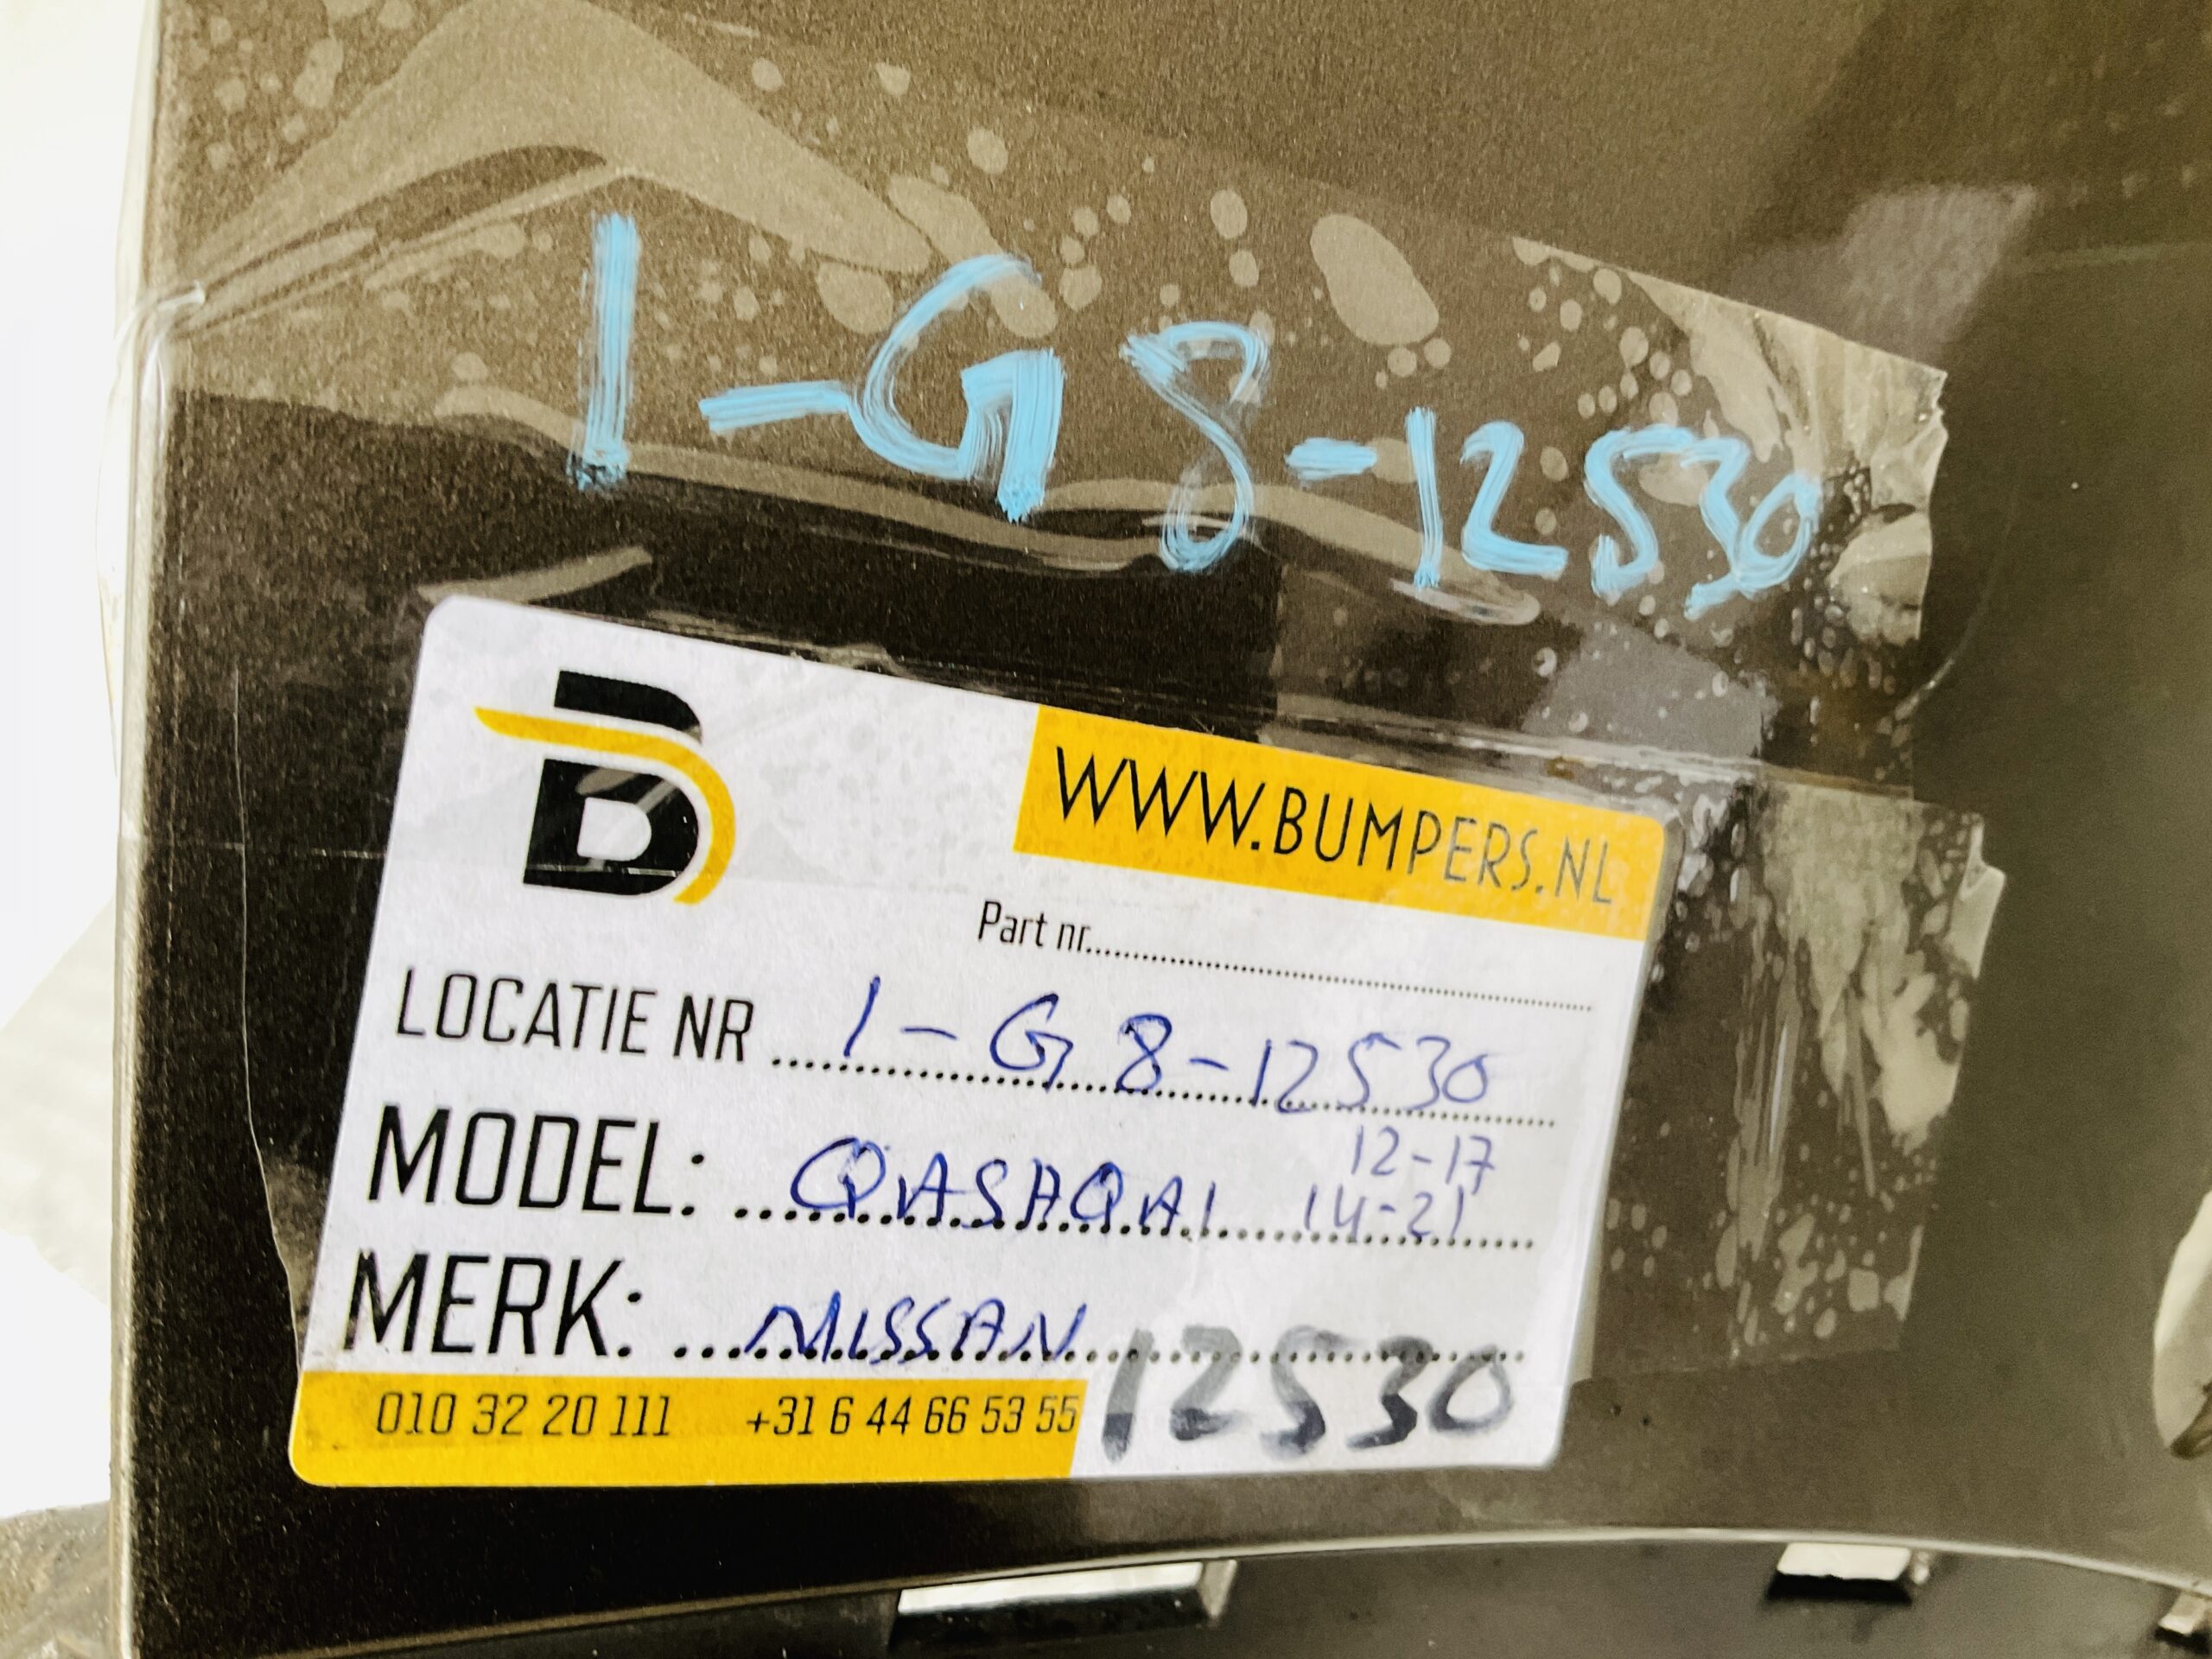 1-G8-12530
B
WWW.BUMPERS.NL
Part nr.......................................................
LOCATIE NR ....1-G8-12530
12-17
MODEL: ...QASHQAI 14-21
MERK: ...NISSAN
12530
010 32 20 111 +31 6 44 66 53 55